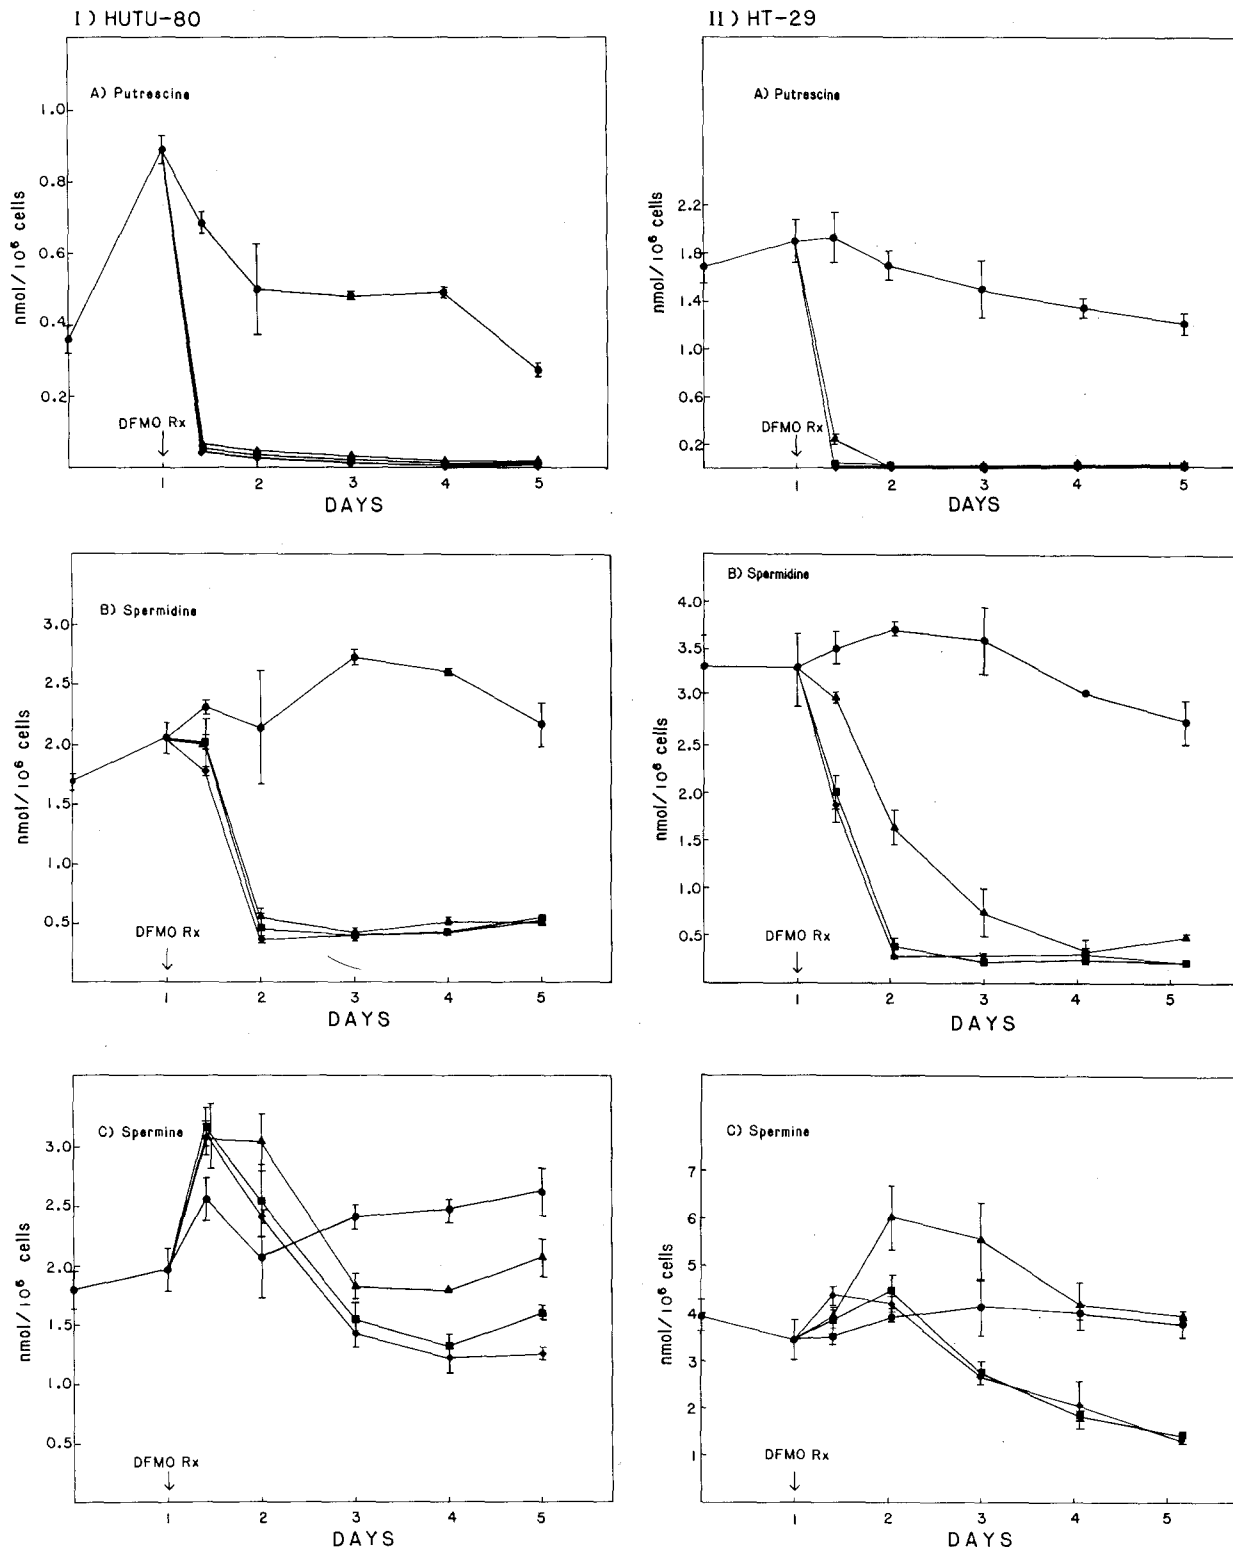 I) HUTU-80
II) HT-29
A) Putrescine
1.0
0.8
0.6
0.4
0.2
nmol/10⁶ cells
DFMO Rx
1 2 3 4 5
DAYS
A) Putrescine
2.2
1.8
1.4
1.0
0.6
0.2
nmol/10⁶ cells
DFMO Rx
1 2 3 4 5
DAYS
B) Spermidine
3.0
2.5
2.0
1.5
1.0
0.5
nmol/10⁶ cells
DFMO Rx
1 2 3 4 5
DAYS
B) Spermidine
4.0
3.5
3.0
2.5
2.0
1.5
1.0
0.5
nmol/10⁶ cells
DFMO Rx
1 2 3 4 5
DAYS
C) Spermine
3.0
2.5
2.0
1.5
1.0
0.5
nmol/10⁶ cells
DFMO Rx
1 2 3 4 5
DAYS
C) Spermine
7
6
5
4
3
2
1
nmol/10⁶ cells
DFMO Rx
1 2 3 4 5
DAYS